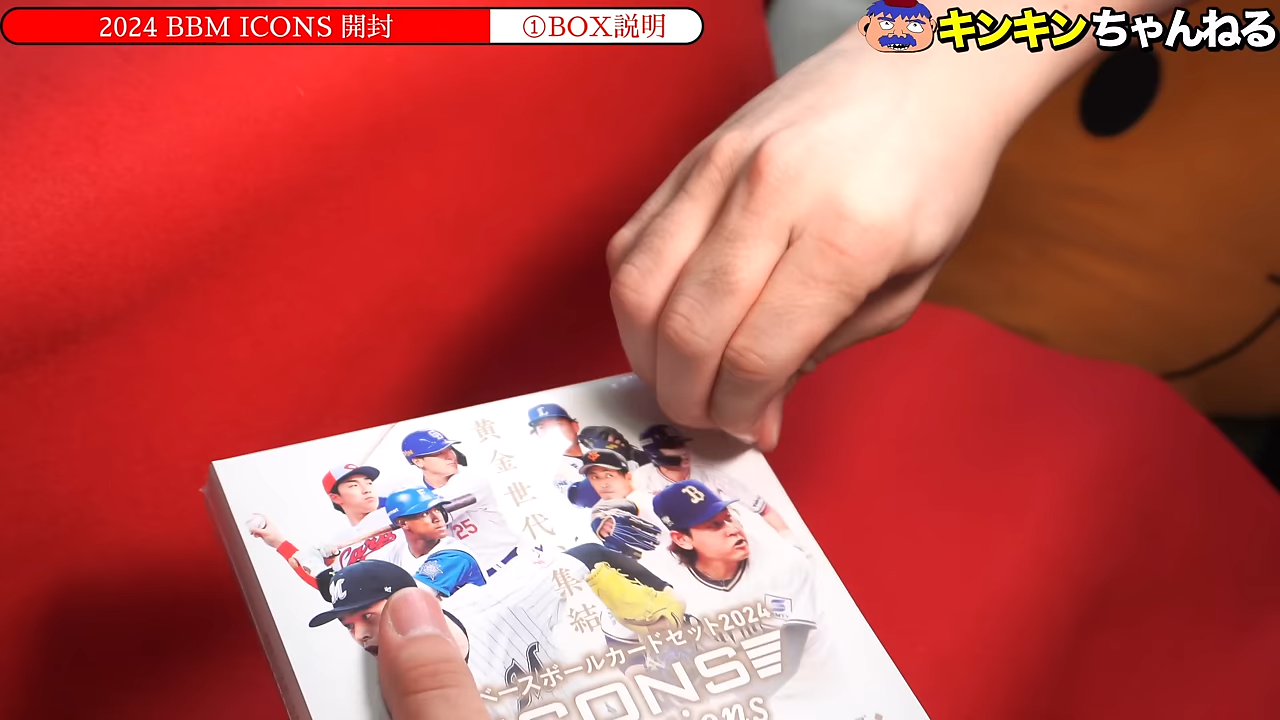 2024 BBM ICONS 開封
①BOX説明
キンキンちゃんねる
黄金世代、集結
ベースボールカードセット2024
ICONS
25